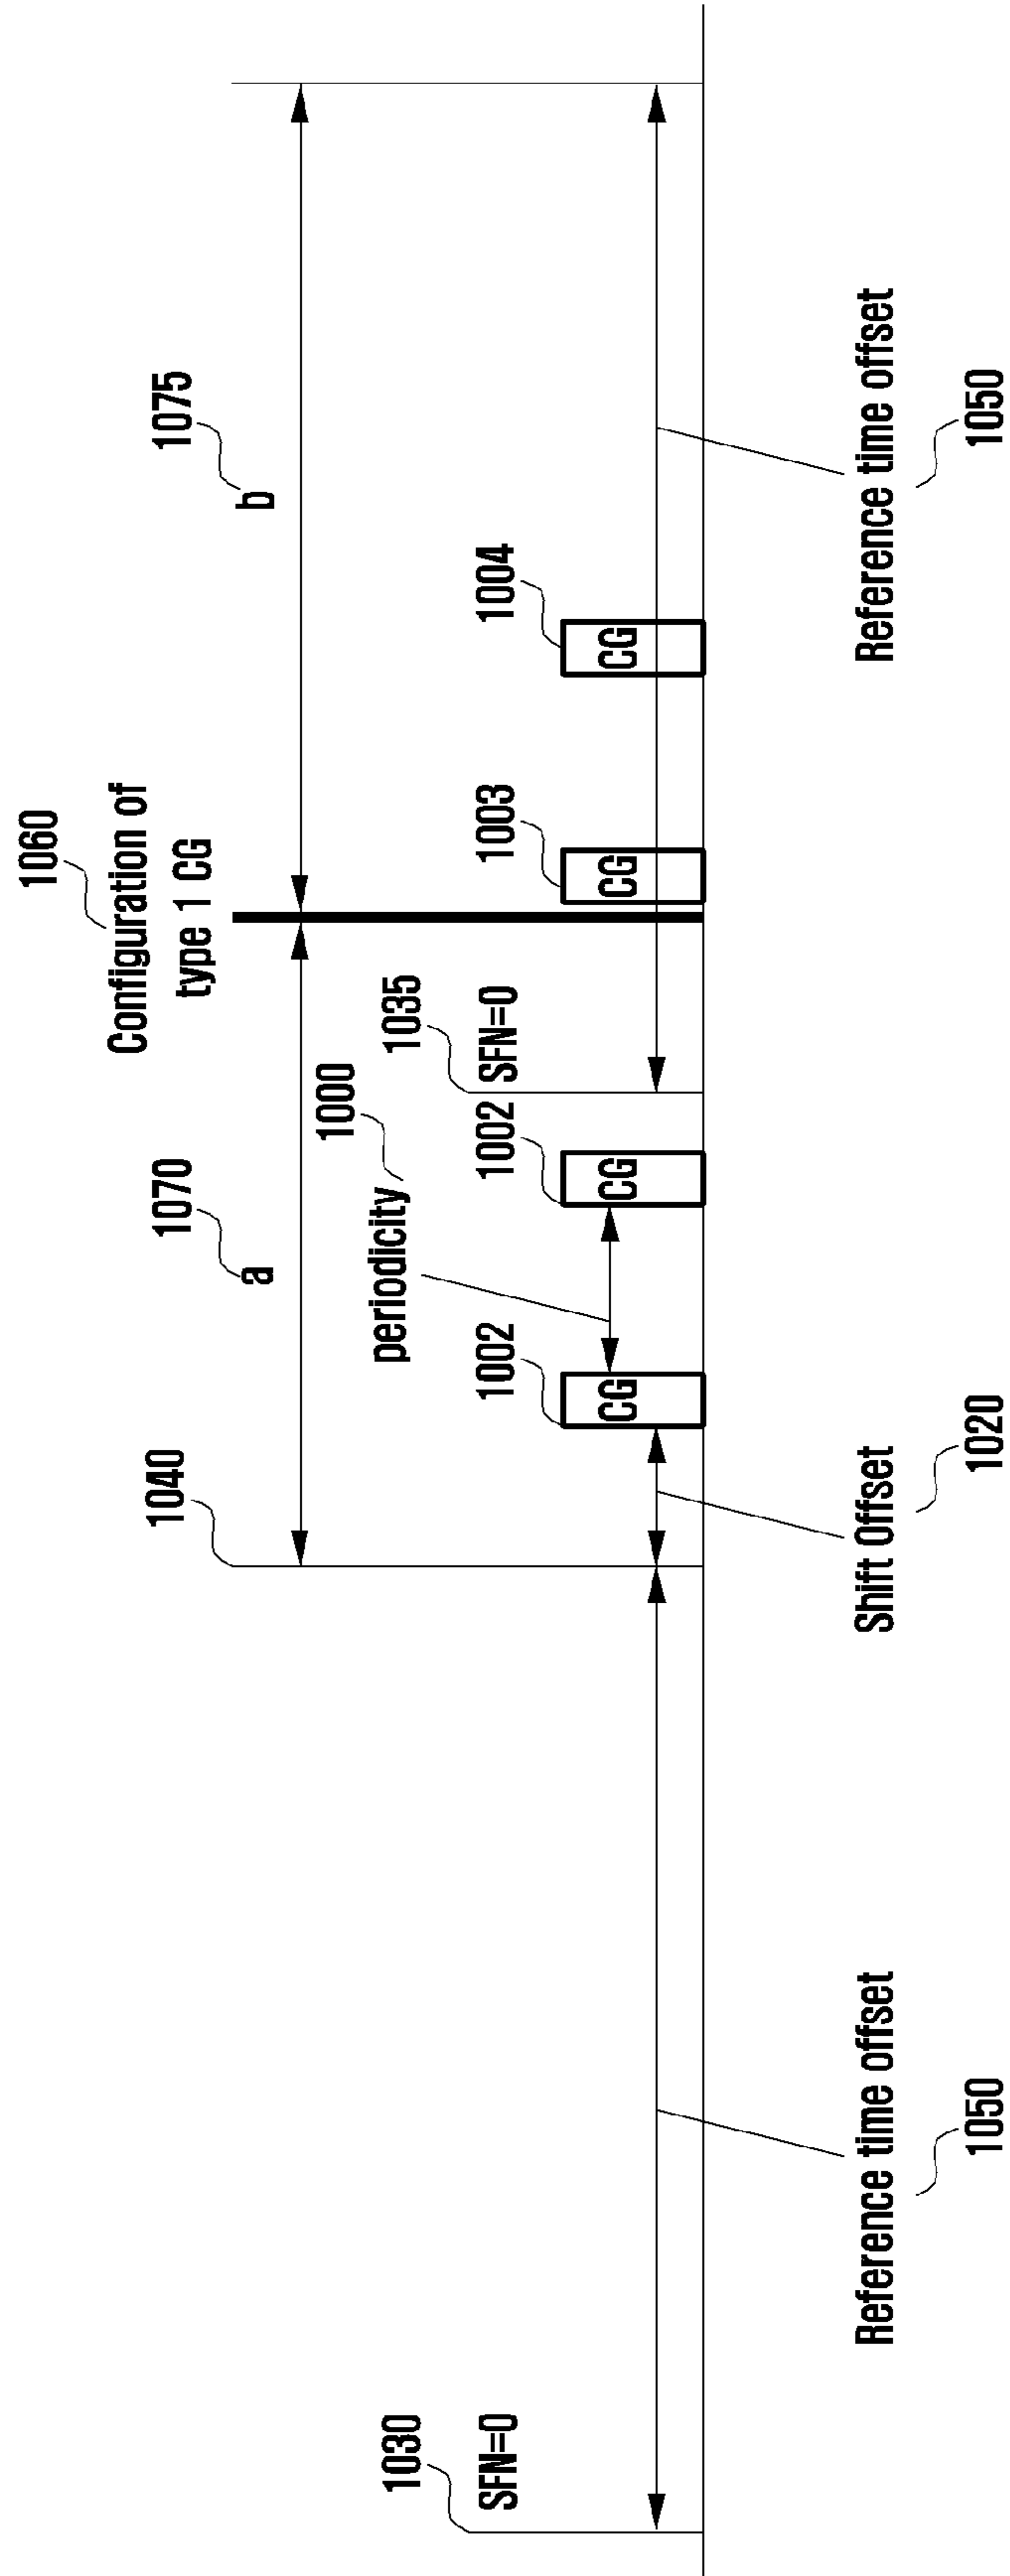 1060
Configuration of
type 1 CG
1040
1070
a
1075
b
1000
periodicity
1030
SFN=0
1035
SFN=0
1002
CG
1002
CG
1003
CG
1004
CG
Reference time offset
1050
Shift Offset
1020
Reference time offset
1050